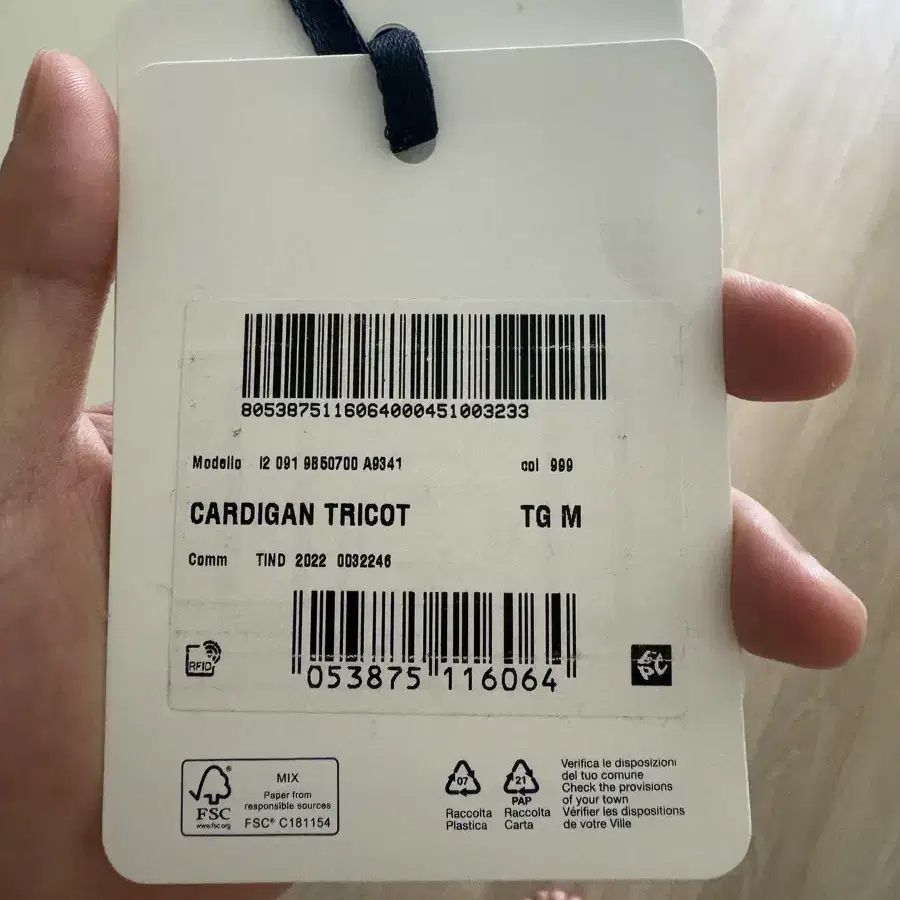 8053875116064000451003233
Modello I2 091 9B50700 A9341 col 999
CARDIGAN TRICOT TG M
Comm TIND 2022 0032246
RFID
053875 116064
FSC
www.fsc.org
MIX
Paper from
responsible sources
FSC® C181154
07
Raccolta
Plastica
21
PAP
Raccolta
Carta
Verifica le disposizioni
del tuo comune
Check the provisions
of your town
Vérifier les dispositions
de votre Ville